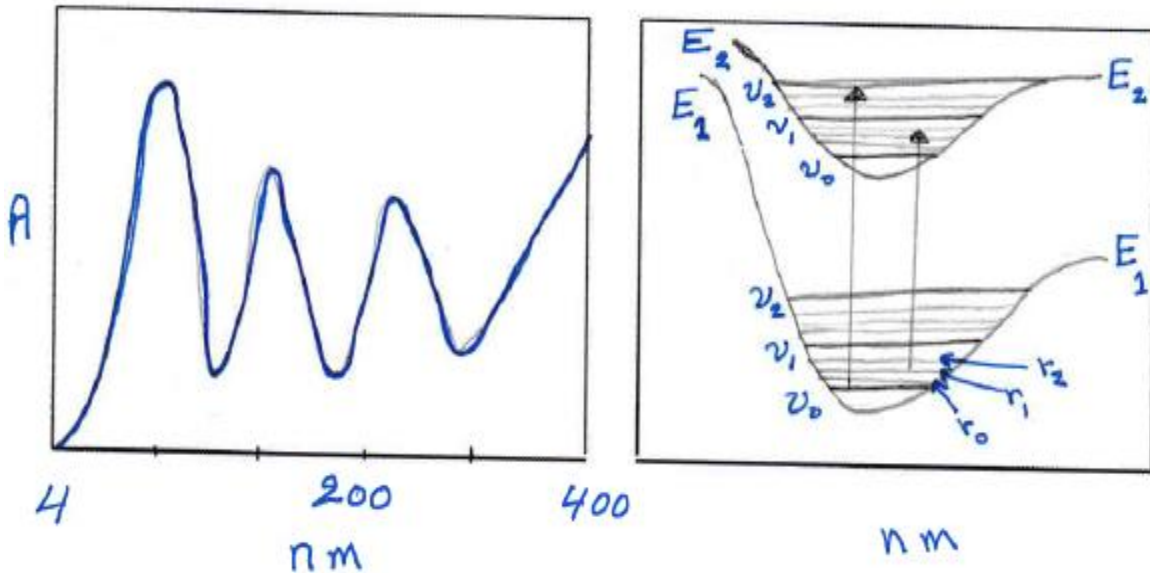 A
4 200 400
nm
E₂
E₁
v₂
v₁
v₀
E₂
v₂
v₁
v₀
E₁
r₂
r₁
r₀
nm